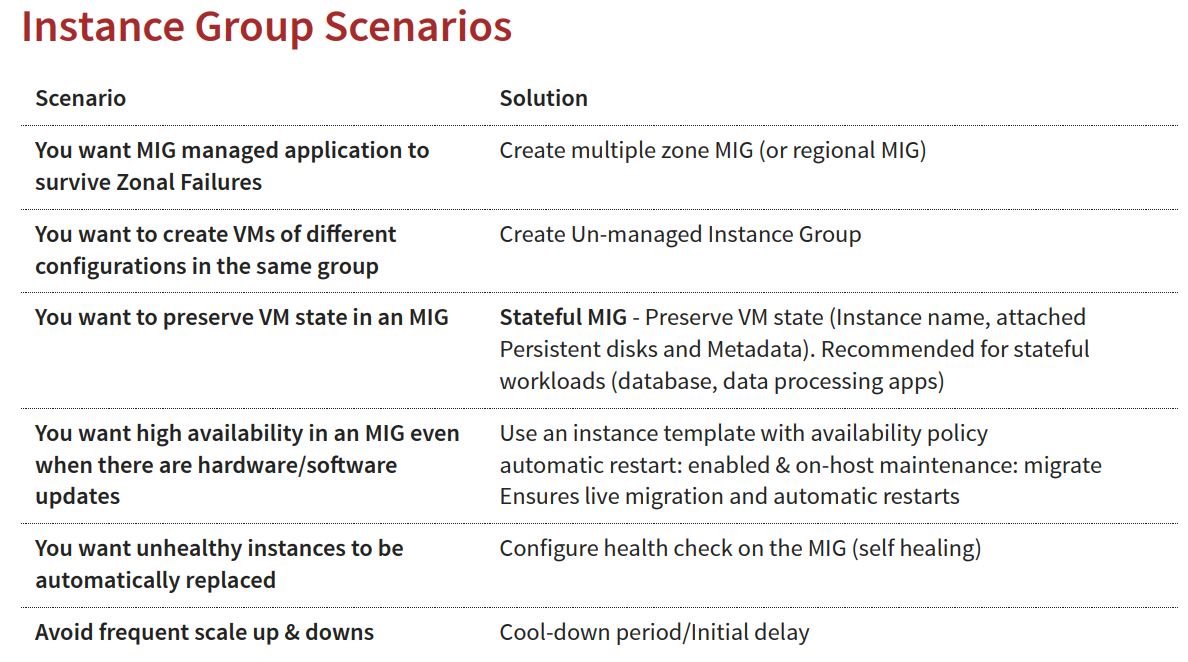 Instance Group Scenarios
Scenario
Solution
You want MIG managed application to
survive Zonal Failures
Create multiple zone MIG (or regional MIG)
You want to create VMs of different
configurations in the same group
Create Un-managed Instance Group
You want to preserve VM state in an MIG
Stateful MIG - Preserve VM state (Instance name, attached
Persistent disks and Metadata). Recommended for stateful
workloads (database, data processing apps)
You want high availability in an MIG even
when there are hardware/software
updates
Use an instance template with availability policy
automatic restart: enabled & on-host maintenance: migrate
Ensures live migration and automatic restarts
You want unhealthy instances to be
automatically replaced
Configure health check on the MIG (self healing)
Avoid frequent scale up & downs
Cool-down period/Initial delay